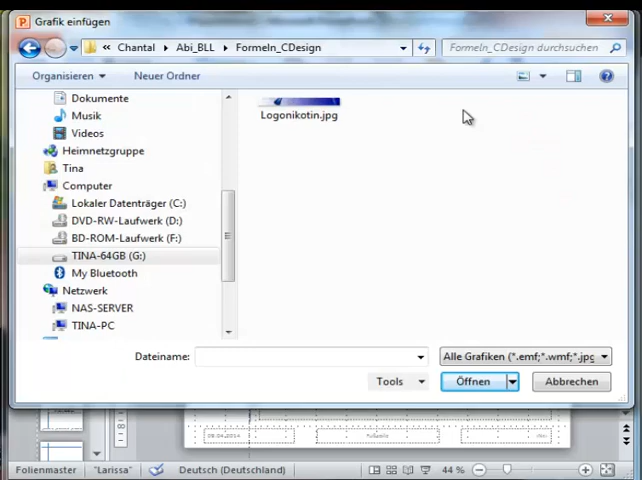 Grafik einfügen
« Chantal Abi_BLL Formeln_CDesign
Formeln_CDesign durchsuchen
Organisieren Neuer Ordner
Dokumente
Musik
Videos
Heimnetzgruppe
Tina
Computer
Lokaler Datenträger (C:)
DVD-RW-Laufwerk (D:)
BD-ROM-Laufwerk (F:)
TINA-64GB (G:)
My Bluetooth
Netzwerk
NAS-SERVER
TINA-PC
Logonikotin.jpg
Dateiname:
Alle Grafiken (*.emf;*.wmf;*.jpg
Tools Öffnen Abbrechen
08.04.2014 Fußzeile
Folienmaster "Larissa" Deutsch (Deutschland) 44 %